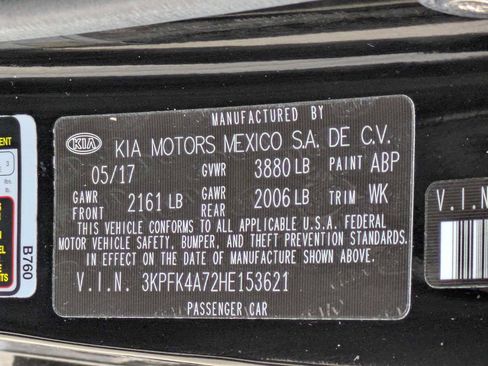 MANUFACTURED BY
KIA KIA MOTORS MEXICO S.A. DE C.V.
05/17 GVWR 3880 LB PAINT ABP
GAWR FRONT 2161 LB GAWR REAR 2006 LB TRIM WK
THIS VEHICLE CONFORMS TO ALL APPLICABLE U.S.A. FEDERAL
MOTOR VEHICLE SAFETY, BUMPER, AND THEFT PREVENTION STANDARDS.
IN EFFECT ON THE DATE OF MANUFACTURE SHOWN ABOVE.
V.I.N. 3KPFK4A72HE153621
PASSENGER CAR
B760
V.I.N